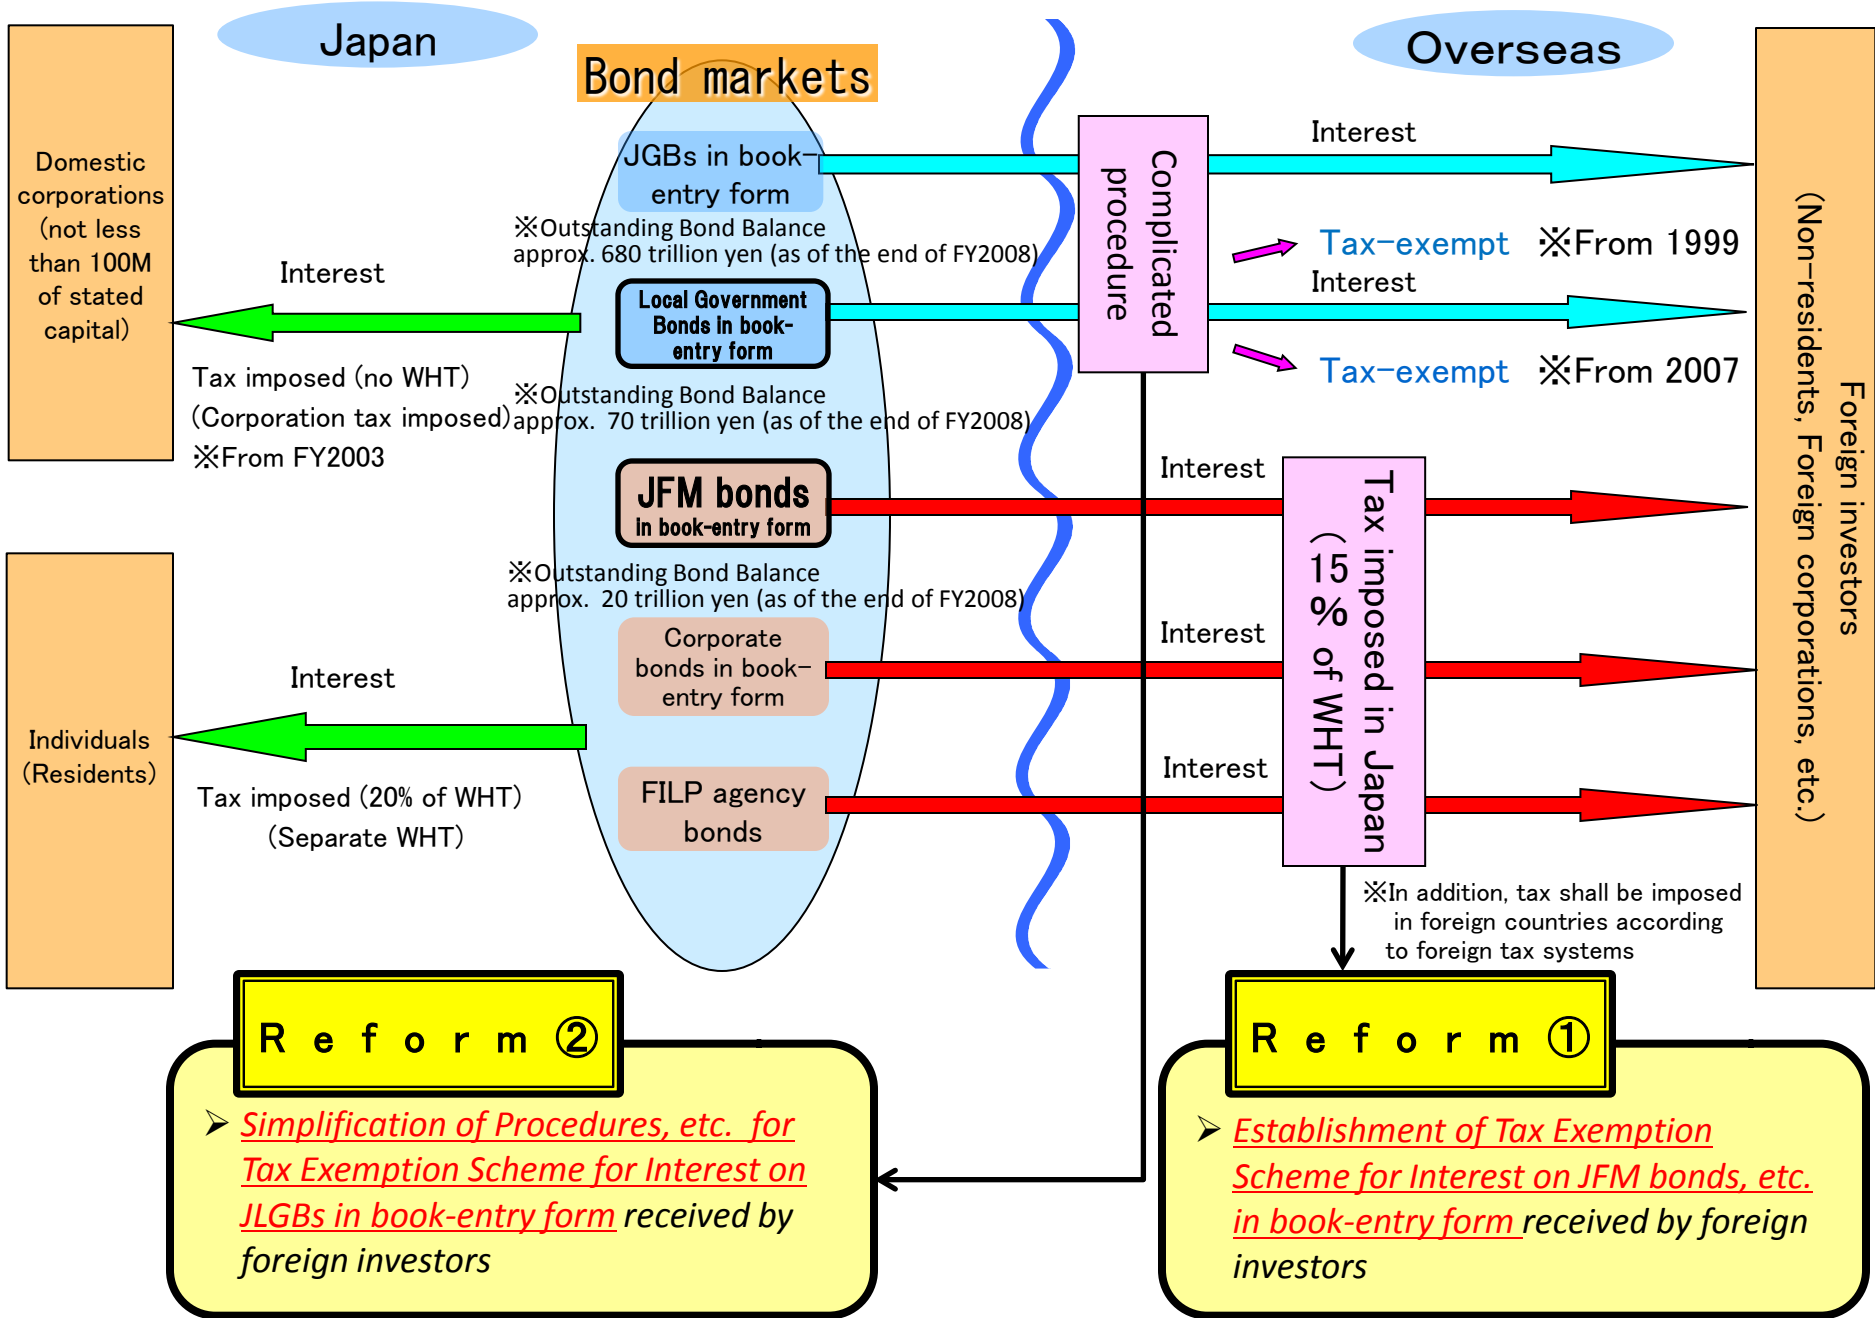 Japan
Overseas
Bond markets
Domestic
corporations
(not less
than 100M
of stated
capital)
Individuals
(Residents)
Interest
Tax imposed (no WHT)
(Corporation tax imposed)
※From FY2003
Interest
Tax imposed (20% of WHT)
(Separate WHT)
JGBs in book-
entry form
※Outstanding Bond Balance
approx. 680 trillion yen (as of the end of FY2008)
Local Government
Bonds in book-
entry form
※Outstanding Bond Balance
approx. 70 trillion yen (as of the end of FY2008)
JFM bonds
in book-entry form
※Outstanding Bond Balance
approx. 20 trillion yen (as of the end of FY2008)
Corporate
bonds in book-
entry form
FILP agency
bonds
Complicated
procedure
Interest
Tax-exempt ※From 1999
Interest
Tax-exempt ※From 2007
Interest
Interest
Interest
Tax imposed in Japan
(15% of WHT)
※In addition, tax shall be imposed
in foreign countries according
to foreign tax systems
Foreign investors
(Non-residents, Foreign corporations, etc.)
Reform ②
➢ Simplification of Procedures, etc. for
Tax Exemption Scheme for Interest on
JLGBs in book-entry form received by
foreign investors
Reform ①
➢ Establishment of Tax Exemption
Scheme for Interest on JFM bonds, etc.
in book-entry form received by foreign
investors